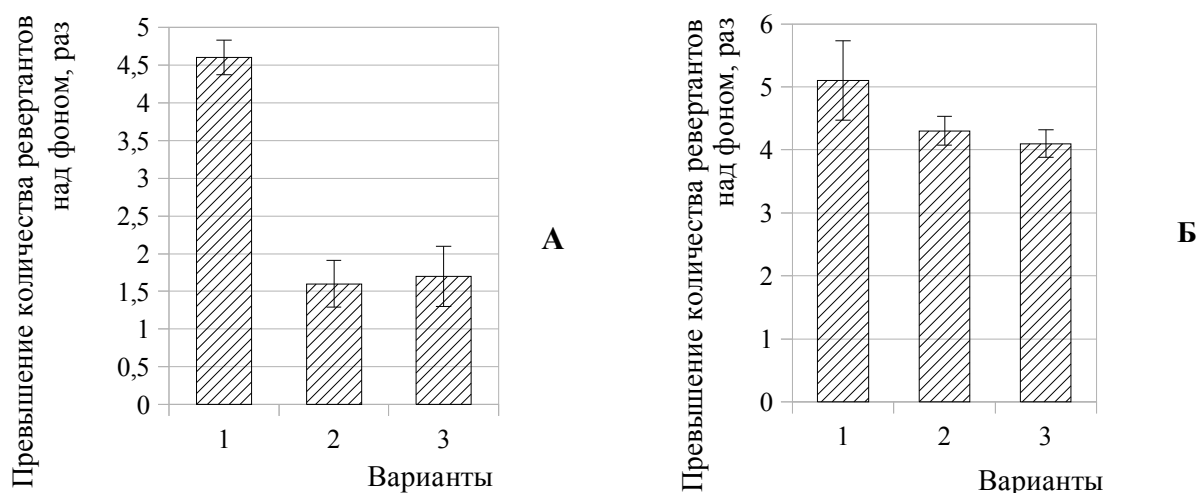 Превышение количества ревертантов
над фоном, раз
5
4,5
4
3,5
3
2,5
2
1,5
1
0,5
0
1 2 3
Варианты
А
Превышение количества ревертантов
над фоном, раз
6
5
4
3
2
1
0
1 2 3
Варианты
Б